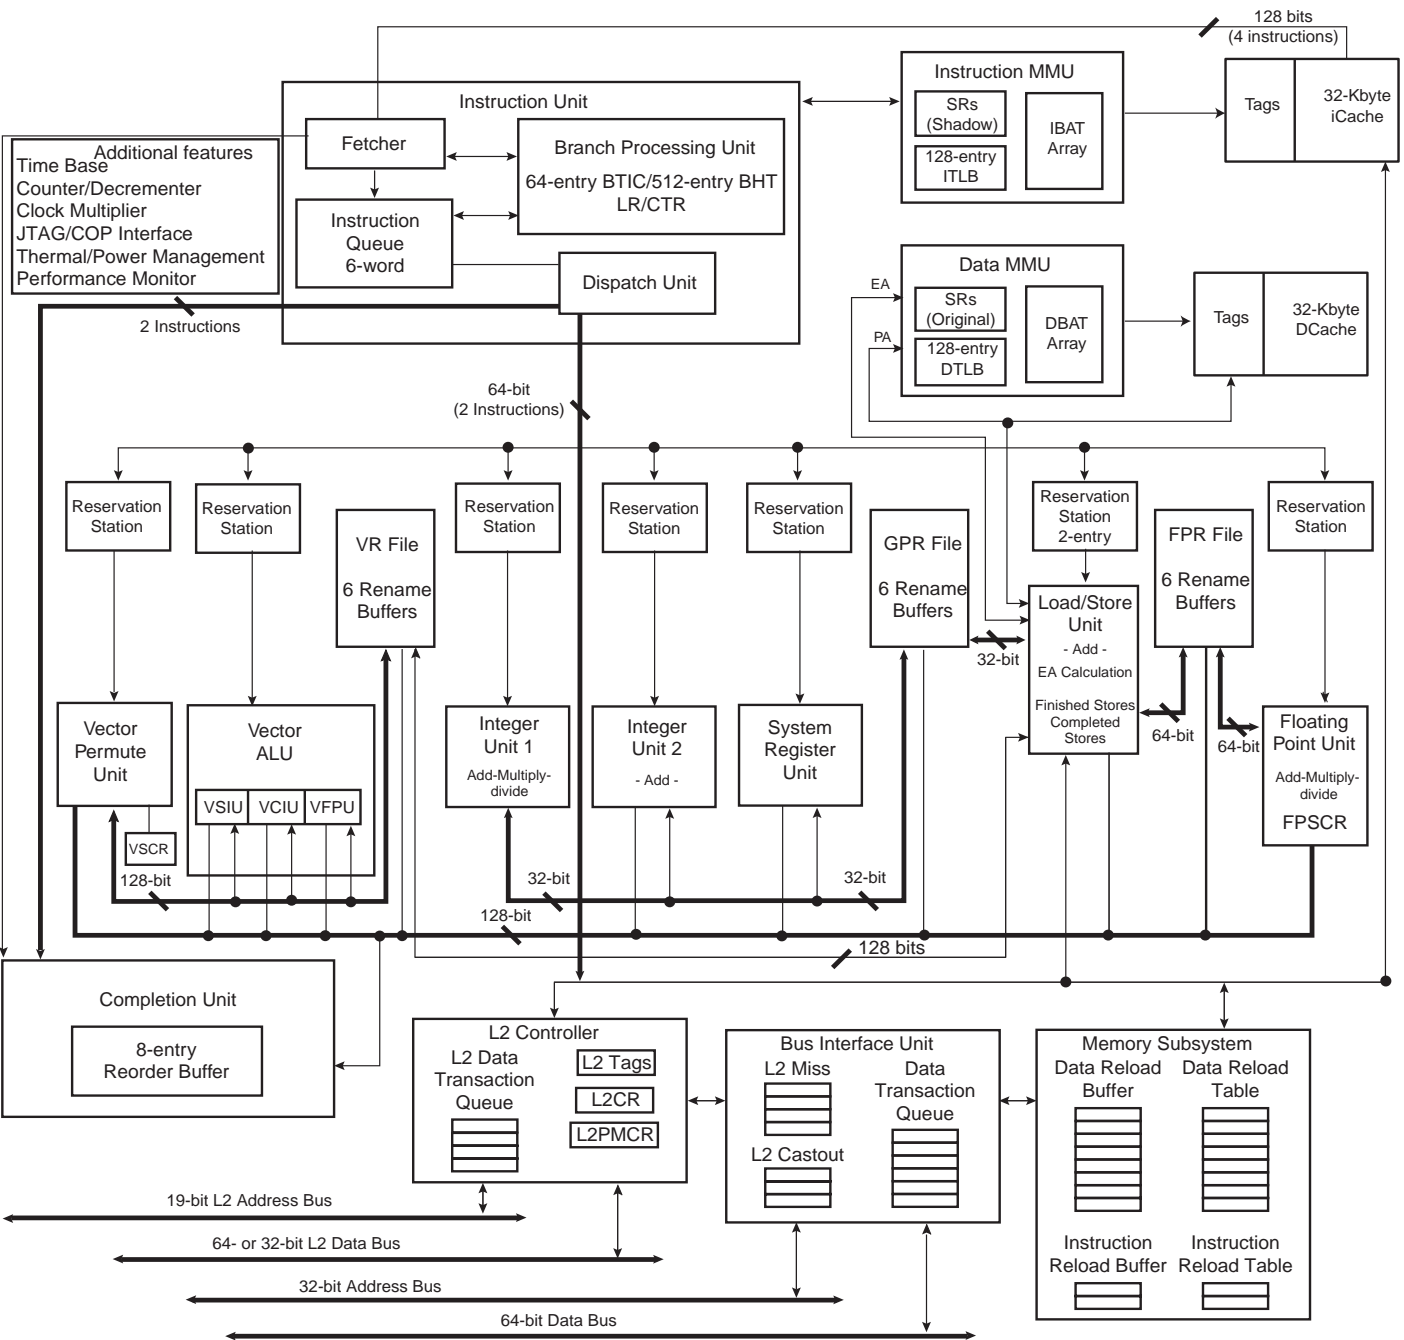 128 bits
(4 instructions)
Instruction Unit
Fetcher
Branch Processing Unit
64-entry BTIC/512-entry BHT
LR/CTR
Instruction
Queue
6-word
Dispatch Unit
Additional features
Time Base
Counter/Decrementer
Clock Multiplier
JTAG/COP Interface
Thermal/Power Management
Performance Monitor
2 Instructions
64-bit
(2 Instructions)
Instruction MMU
SRs
(Shadow)
128-entry
ITLB
IBAT
Array
Tags
32-Kbyte
iCache
Data MMU
EA
PA
SRs
(Original)
128-entry
DTLB
DBAT
Array
Tags
32-Kbyte
DCache
Reservation
Station
Reservation
Station
VR File
6 Rename
Buffers
Reservation
Station
Reservation
Station
Reservation
Station
GPR File
6 Rename
Buffers
Reservation
Station
2-entry
FPR File
6 Rename
Buffers
Reservation
Station
Vector
Permute
Unit
VSCR
Vector
ALU
VSIU
VCIU
VFPU
Integer
Unit 1
Add-Multiply-
divide
Integer
Unit 2
- Add -
System
Register
Unit
32-bit
Load/Store
Unit
- Add -
EA Calculation
Finished Stores
Completed
Stores
64-bit
64-bit
Floating
Point Unit
Add-Multiply-
divide
FPSCR
128-bit
32-bit
32-bit
128-bit
128 bits
Completion Unit
8-entry
Reorder Buffer
L2 Controller
L2 Data
Transaction
Queue
L2 Tags
L2CR
L2PMCR
Bus Interface Unit
L2 Miss
L2 Castout
Data
Transaction
Queue
Memory Subsystem
Data Reload
Buffer
Data Reload
Table
Instruction
Reload Buffer
Instruction
Reload Table
19-bit L2 Address Bus
64- or 32-bit L2 Data Bus
32-bit Address Bus
64-bit Data Bus